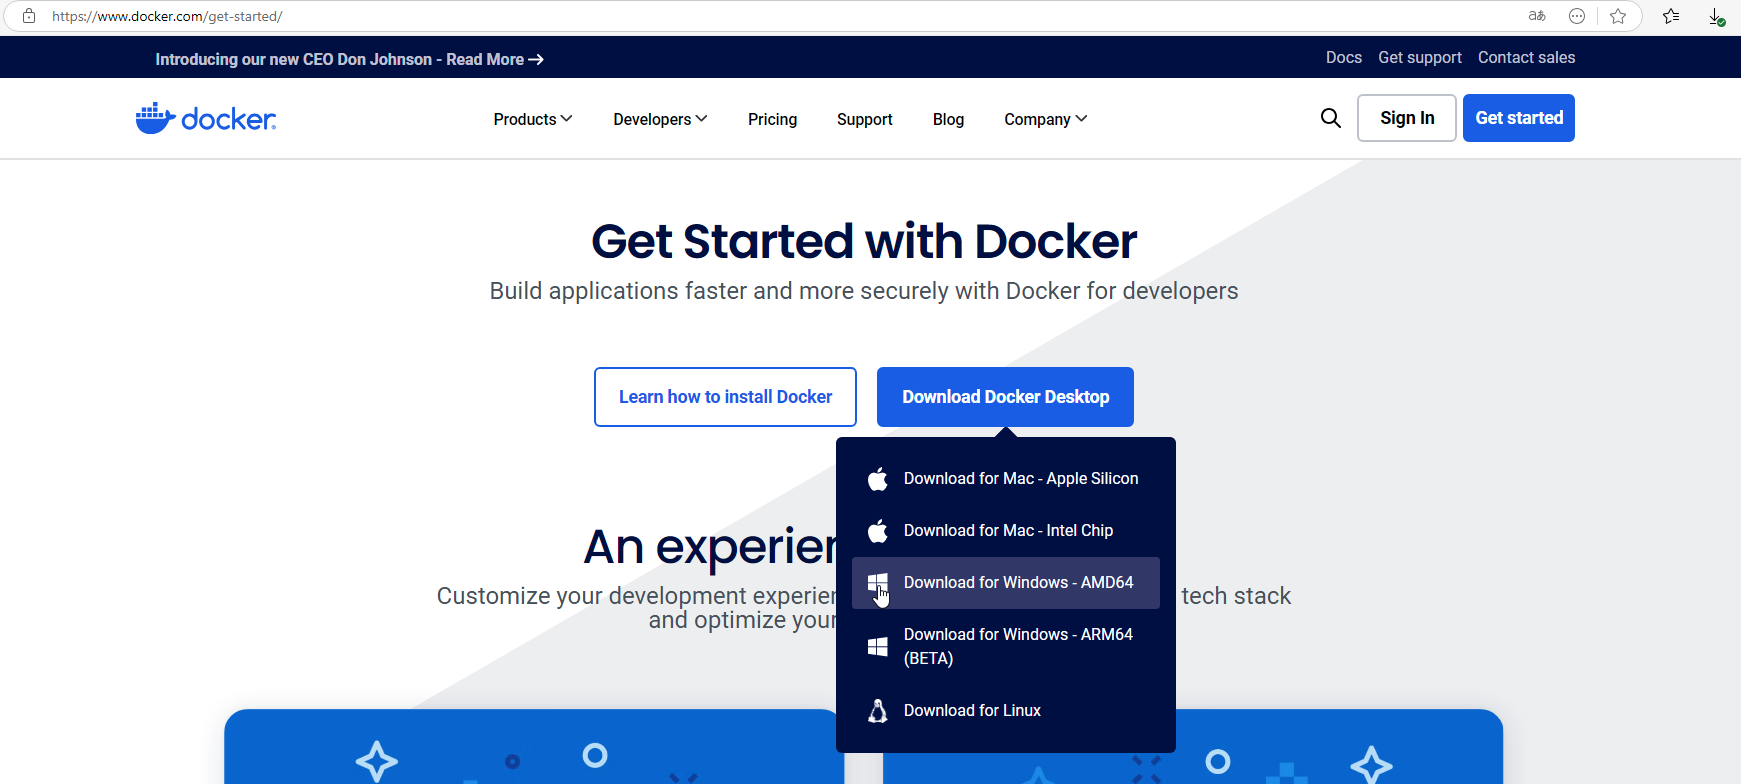 https://www.docker.com/get-started/
Introducing our new CEO Don Johnson - Read More →
Docs Get support Contact sales
docker
Products Developers Pricing Support Blog Company
Sign In Get started
Get Started with Docker
Build applications faster and more securely with Docker for developers
Learn how to install Docker
Download Docker Desktop
Download for Mac - Apple Silicon
Download for Mac - Intel Chip
Download for Windows - AMD64
Download for Windows - ARM64
(BETA)
Download for Linux
An experien
Customize your development experien tech stack
and optimize your